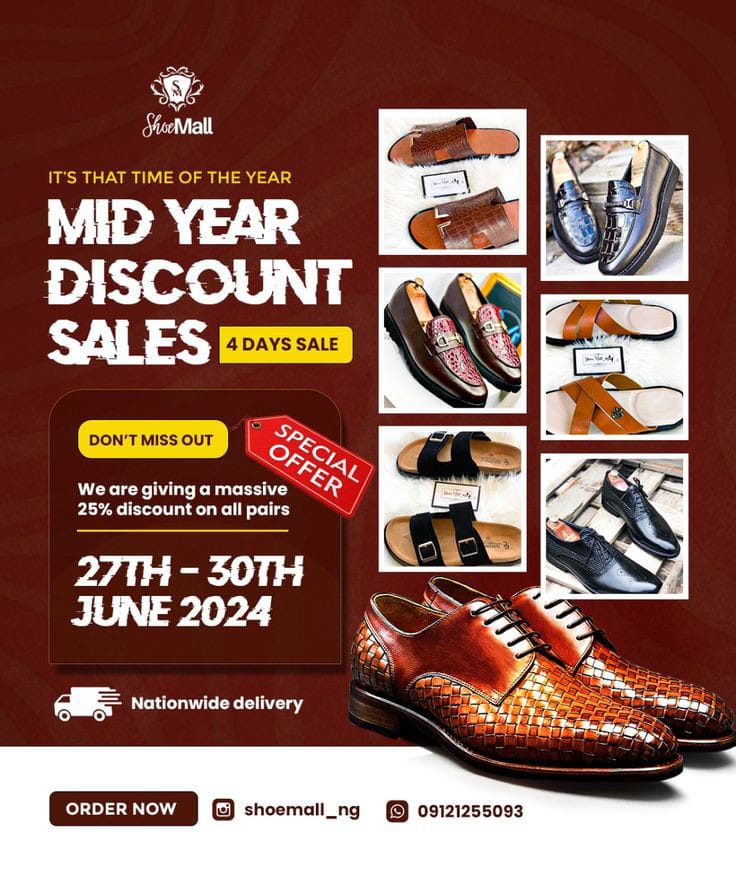 SM
ShoeMall
IT'S THAT TIME OF THE YEAR
MID YEAR
DISCOUNT
SALES
4 DAYS SALE
DON'T MISS OUT
SPECIAL
OFFER
We are giving a massive
25% discount on all pairs
27TH – 30TH
JUNE 2024
Nationwide delivery
ORDER NOW
shoemall_ng
09121255093